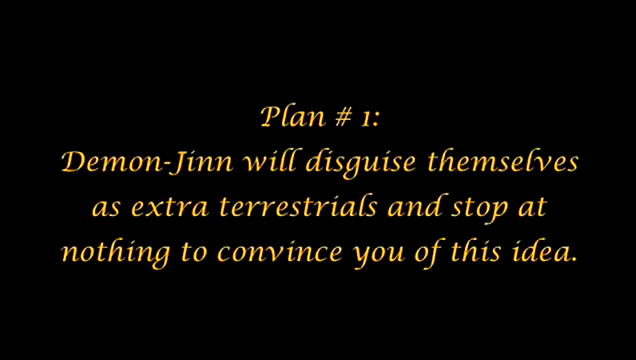 Plan # 1:
Demon-Jinn will disguise themselves
as extra terrestrials and stop at
nothing to convince you of this idea.